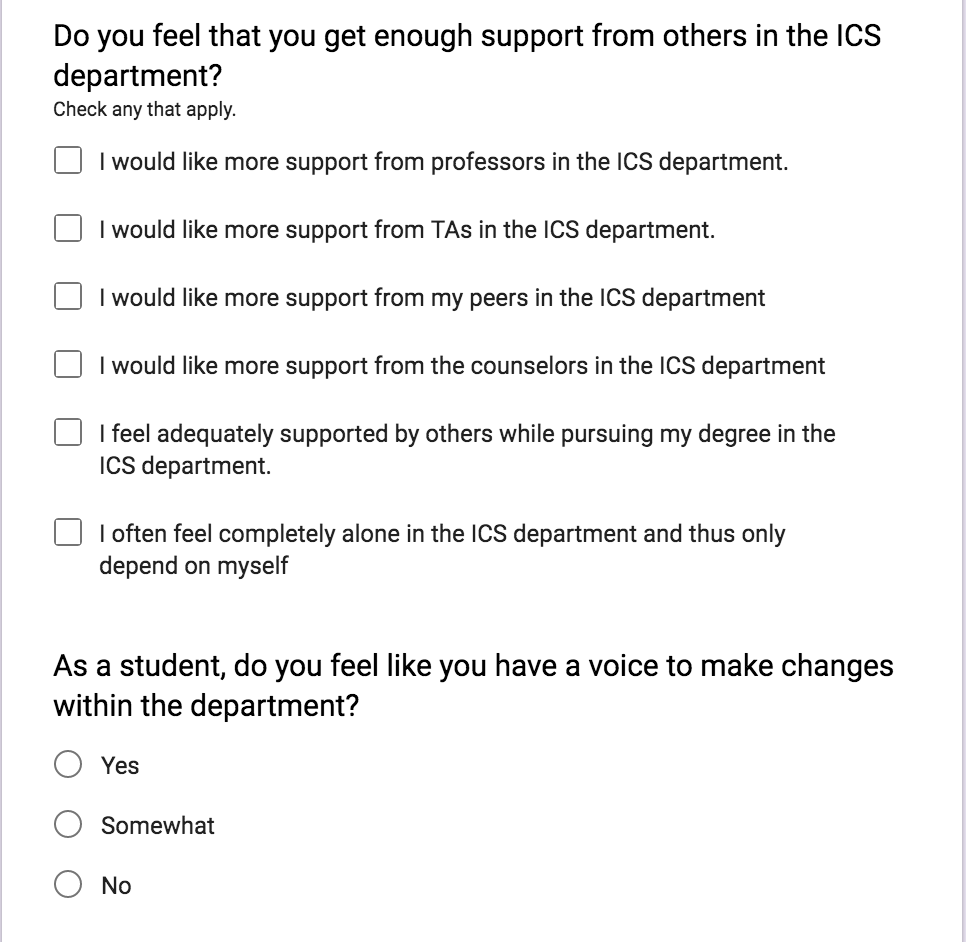 Do you feel that you get enough support from others in the ICS
department?
Check any that apply.
I would like more support from professors in the ICS department.
I would like more support from TAs in the ICS department.
I would like more support from my peers in the ICS department
I would like more support from the counselors in the ICS department
I feel adequately supported by others while pursuing my degree in the
ICS department.
I often feel completely alone in the ICS department and thus only
depend on myself
As a student, do you feel like you have a voice to make changes
within the department?
Yes
Somewhat
No